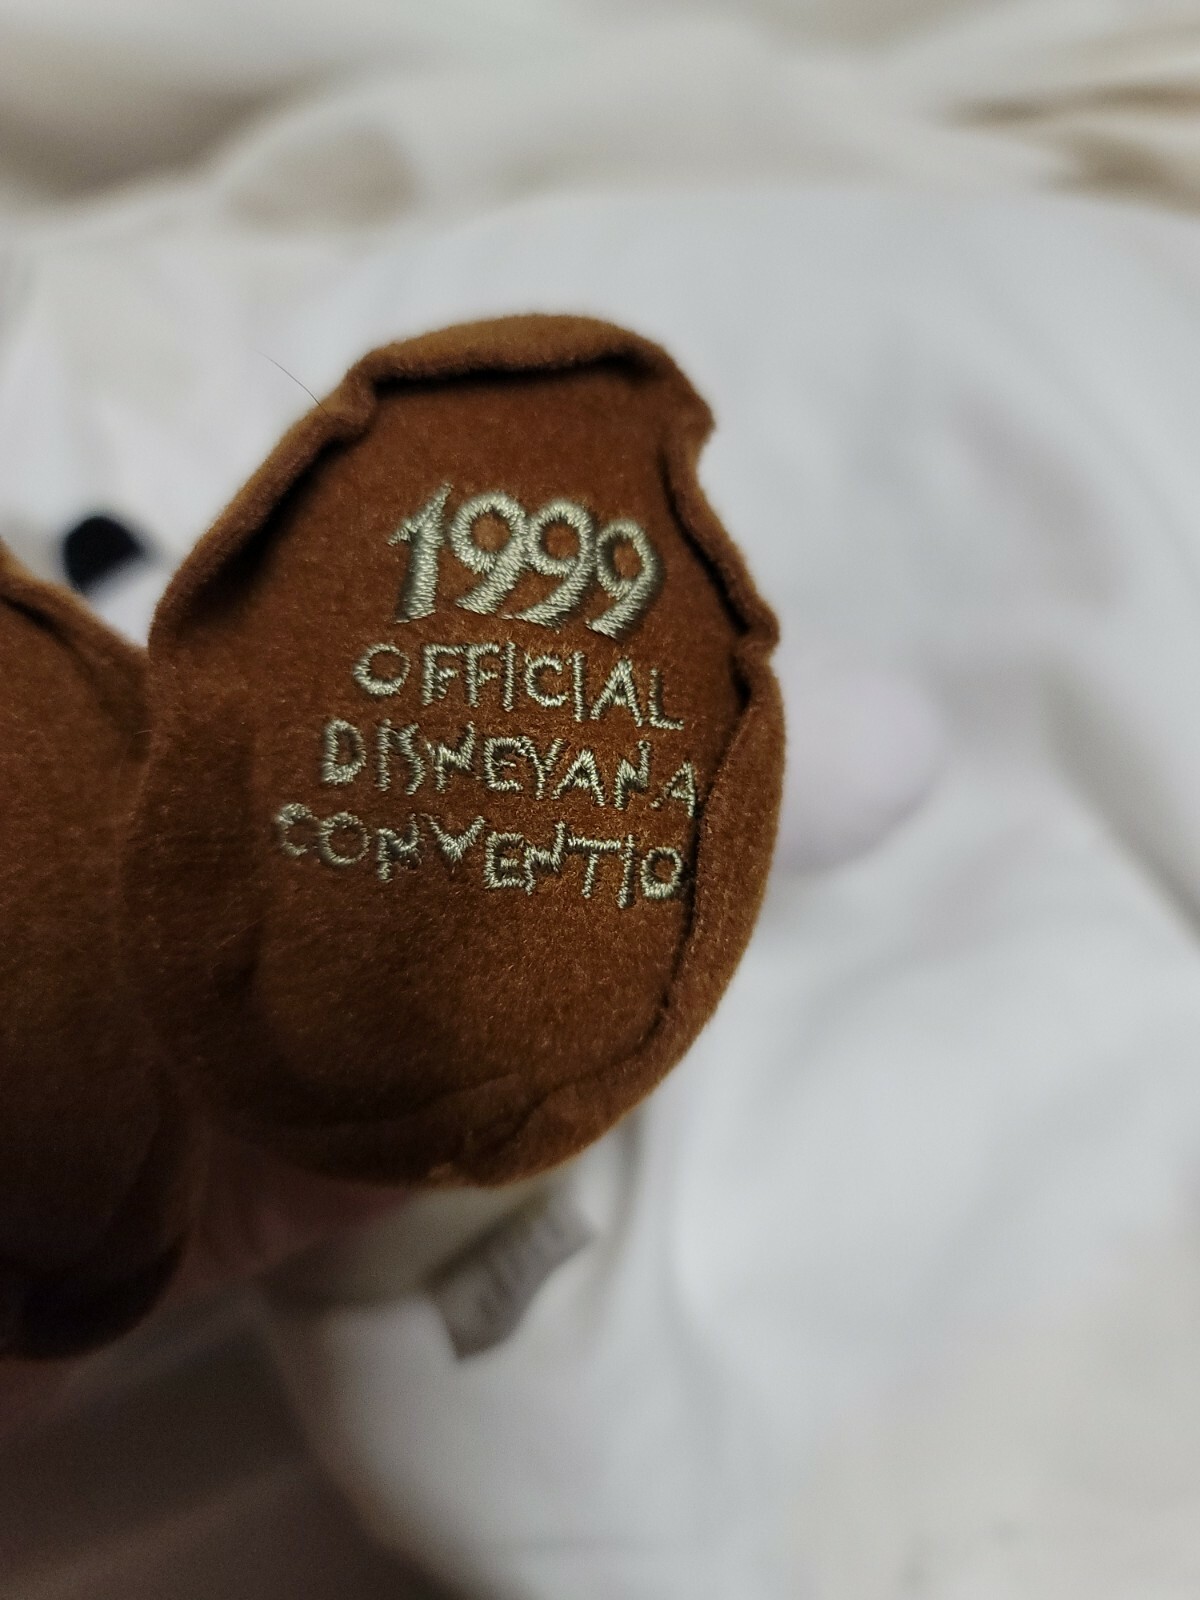 1999
OFFICIAL
DISNEYANA
CONVENTIO